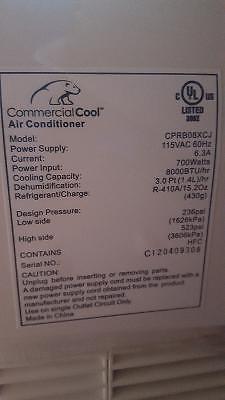 CommercialCool™
Air Conditioner
C UL US
LISTED
308Z
Model: CPRB08XCJ
Power Supply: 115VAC 60Hz
Current: 6.3A
Power Input: 700Watts
Cooling Capacity: 8000BTU/hr
Dehumidification: 3.0 Pt (1.4L)/hr
Refrigerant/Charge: R-410A/15.2Oz
(430g)
Design Pressure: 236psi
Low side (1626kPa)
523psi
High side (3606kPa)
CONTAINS HFC
Serial NO.: C120409308
CAUTION:
Unplug before inserting or removing parts.
A damaged power supply cord must be replaced with a
new power supply cord obtained from the product
manufacturer and not repaired.
Use on single Outlet Circuit Only.
Made in China